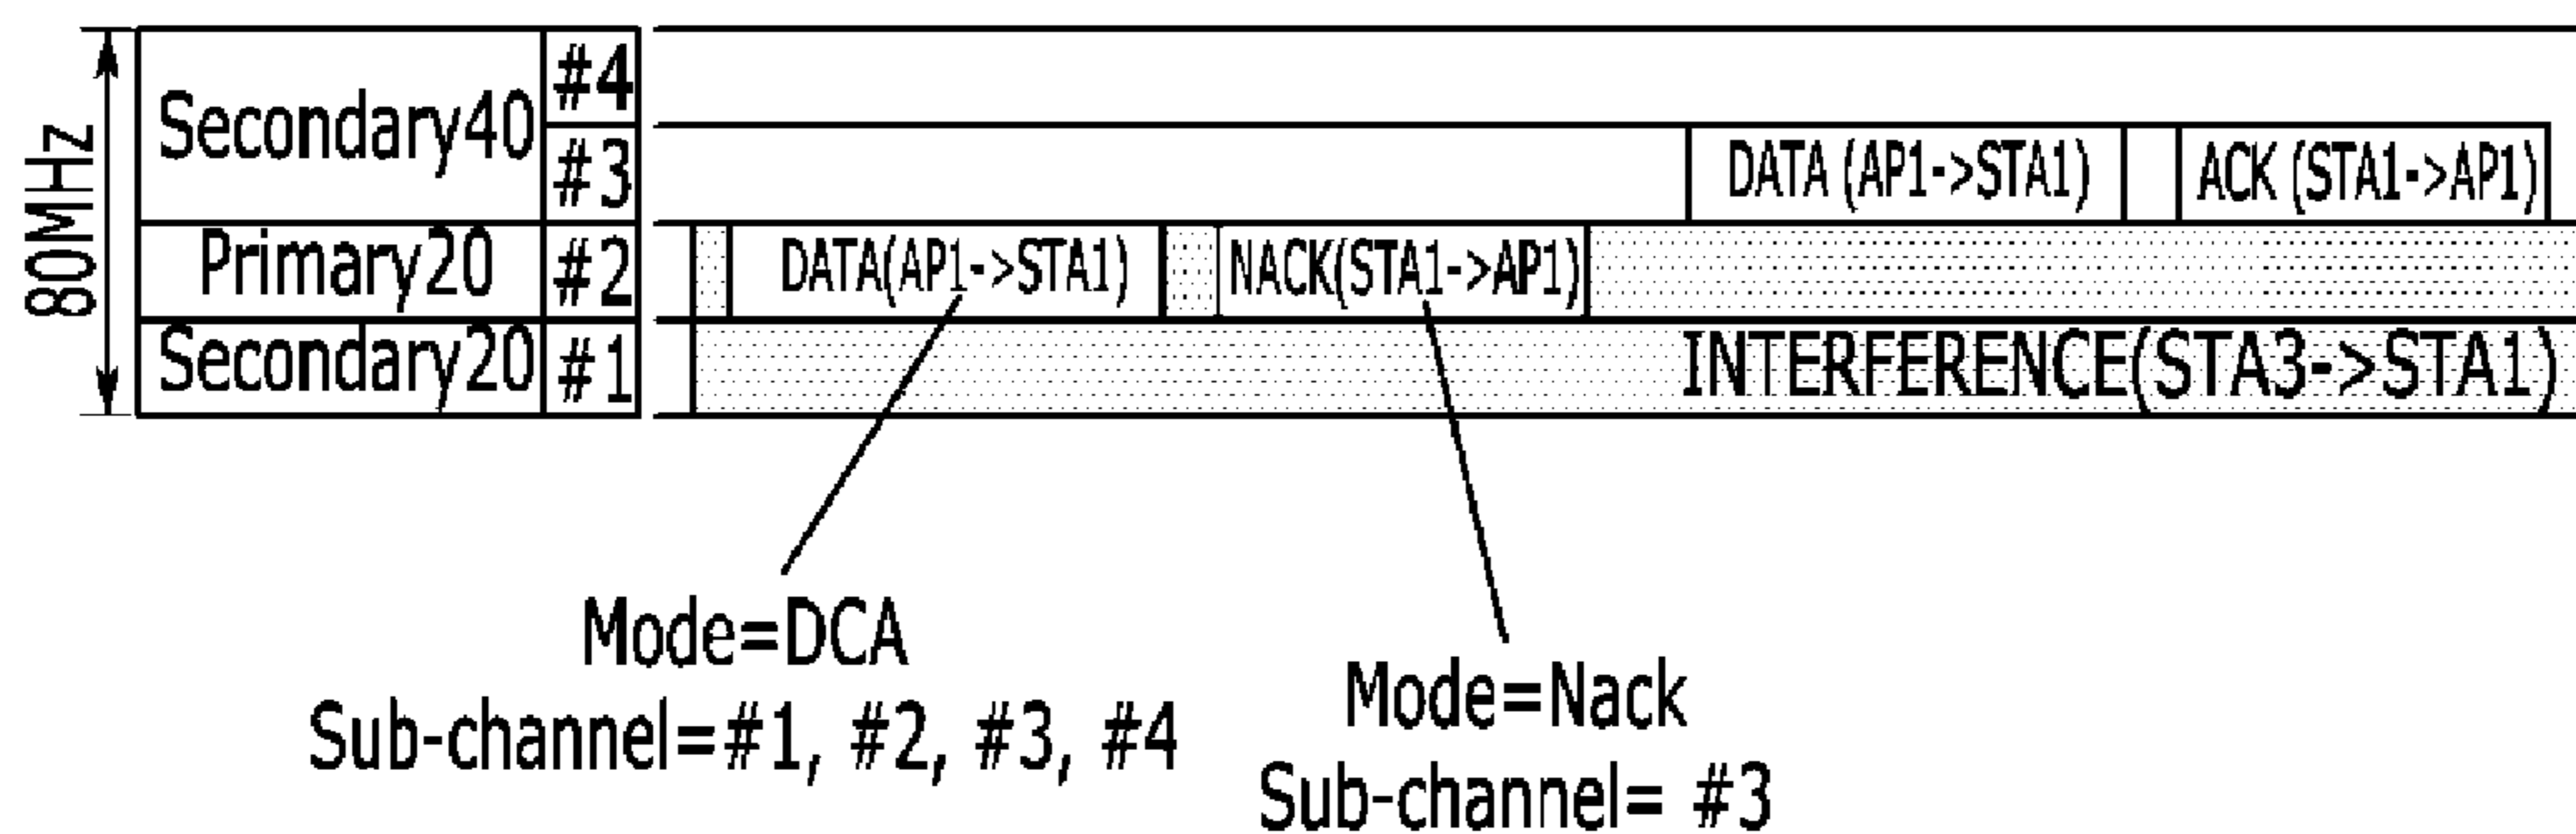 80MHz
Secondary40
#4
#3
DATA (AP1->STA1)
ACK (STA1->AP1)
Primary20
#2
DATA(AP1->STA1)
NACK(STA1->AP1)
Secondary20
#1
INTERFERENCE(STA3->STA1)
Mode=DCA
Sub-channel=#1, #2, #3, #4
Mode=Nack
Sub-channel= #3